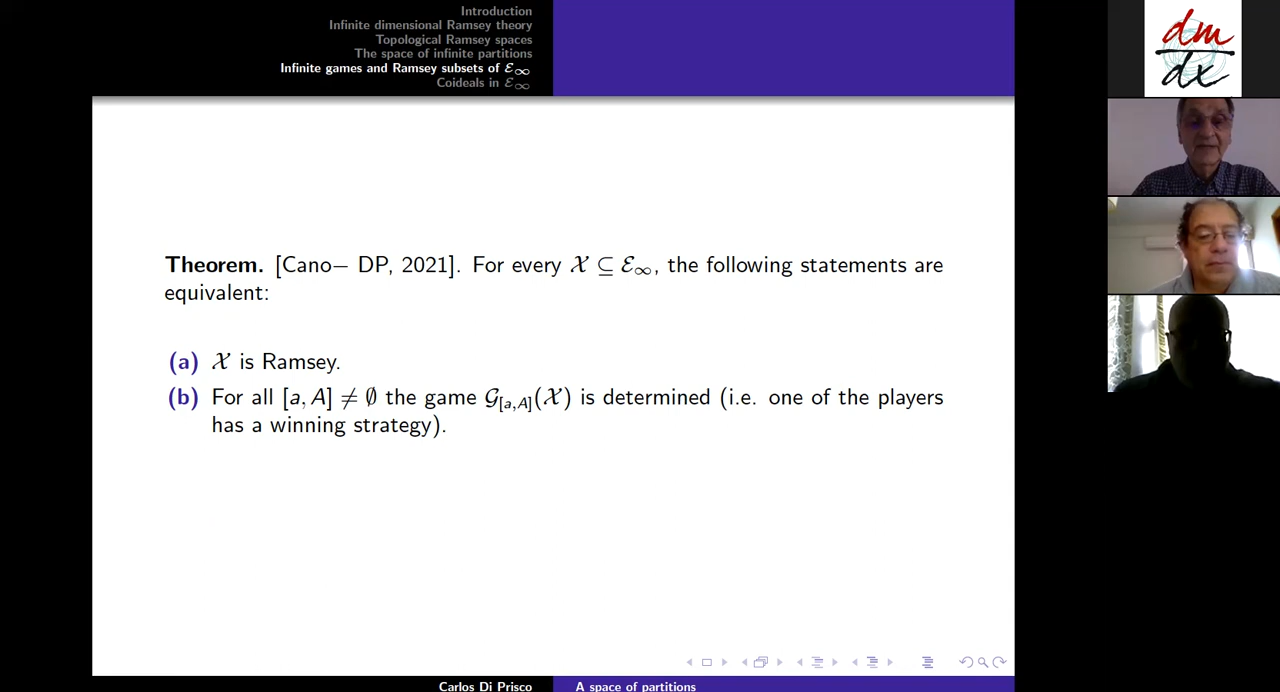 Introduction
Infinite dimensional Ramsey theory
Topological Ramsey spaces
The space of infinite partitions
Infinite games and Ramsey subsets of ℰ∞
Coideals in ℰ∞
Theorem. [Cano− DP, 2021]. For every 𝒳 ⊆ ℰ∞, the following statements are
equivalent:
(a) 𝒳 is Ramsey.
(b) For all [a, A] ≠ ∅ the game 𝒢[a,A](𝒳) is determined (i.e. one of the players
has a winning strategy).
Carlos Di Prisco
A space of partitions
dm
dx